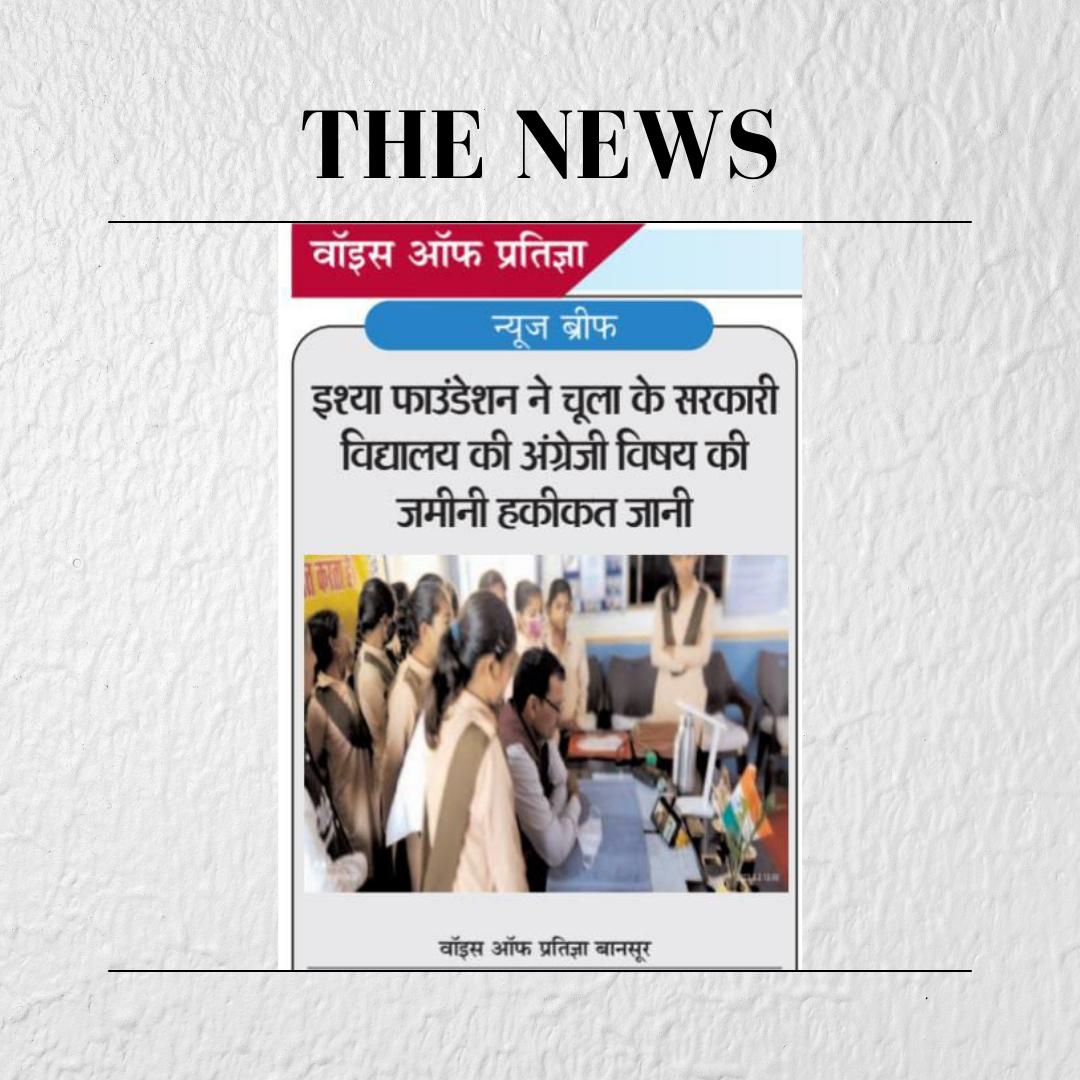 THE NEWS
वॉइस ऑफ प्रतिज्ञा
न्यूज ब्रीफ
इश्या फाउंडेशन ने चूला के सरकारी
विद्यालय की अंग्रेजी विषय की
जमीनी हकीकत जानी
वॉइस ऑफ प्रतिज्ञा बानसूर